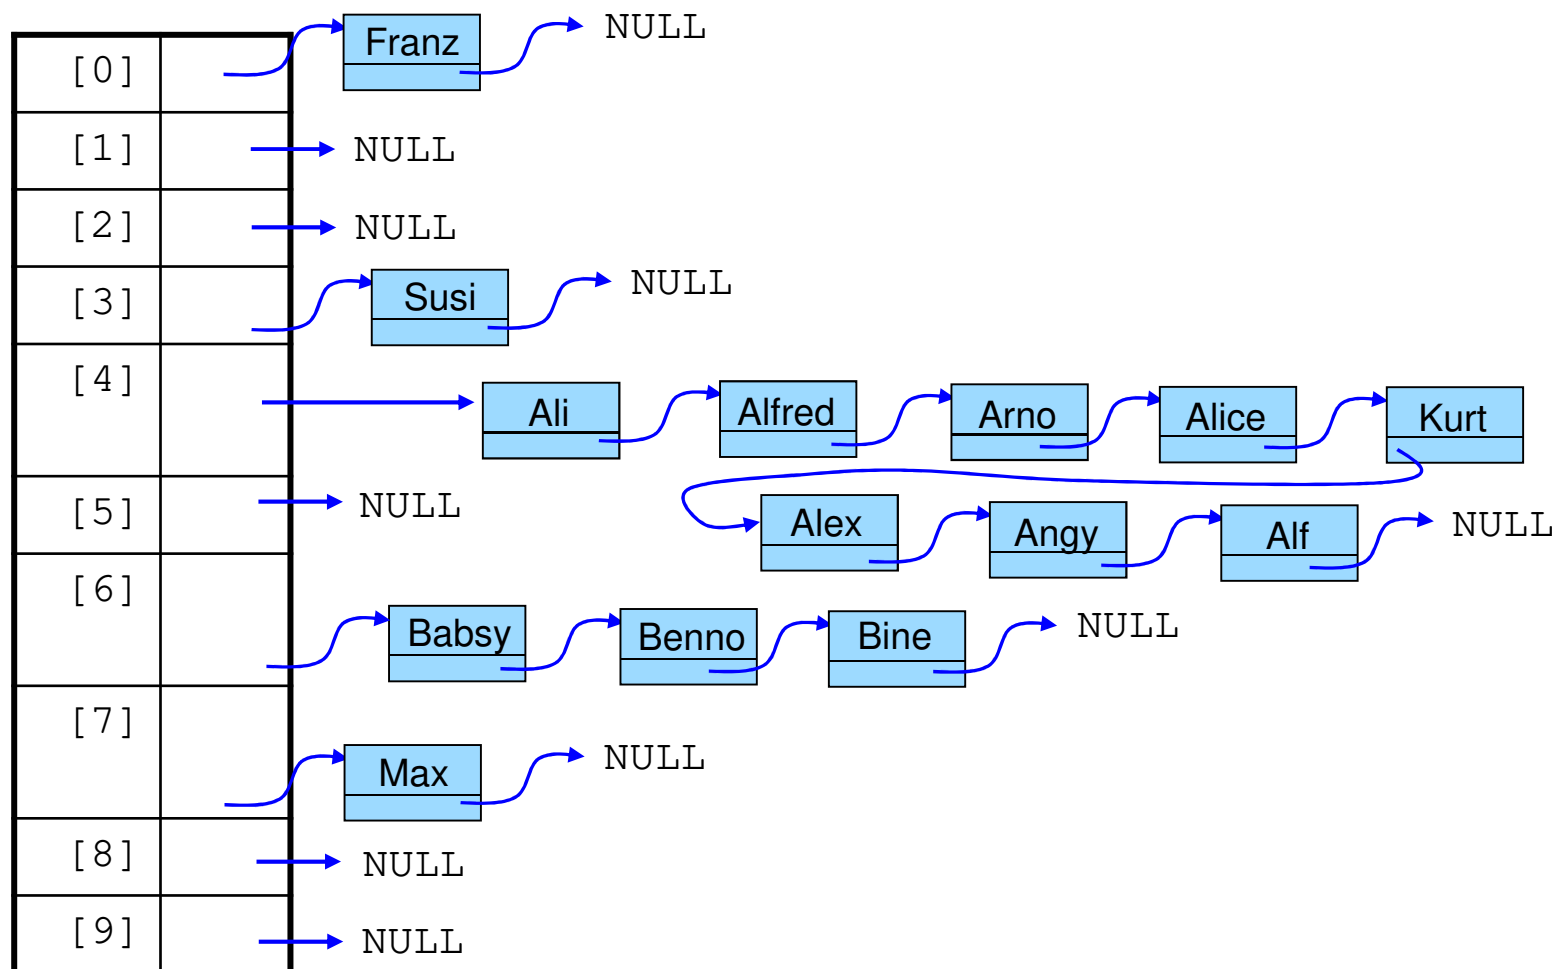 [0] Franz NULL
[1] NULL
[2] NULL
[3] Susi NULL
[4] Ali Alfred Arno Alice Kurt
Alex Angy Alf NULL
[5] NULL
[6] Babsy Benno Bine NULL
[7] Max NULL
[8] NULL
[9] NULL